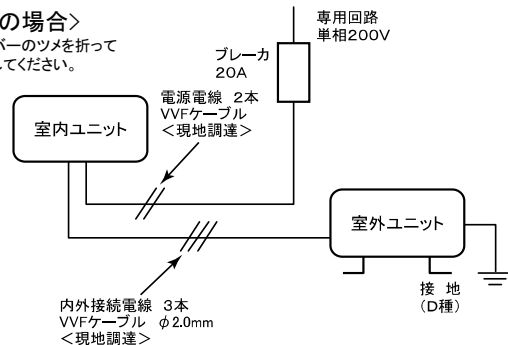 の場合>
バーのツメを折って
してください。
専用回路
単相200V
ブレーカ
20A
電源電線 2本
VVFケーブル
<現地調達>
室内ユニット
室外ユニット
接 地
(D種)
内外接続電線 3本
VVFケーブル φ2.0mm
<現地調達>